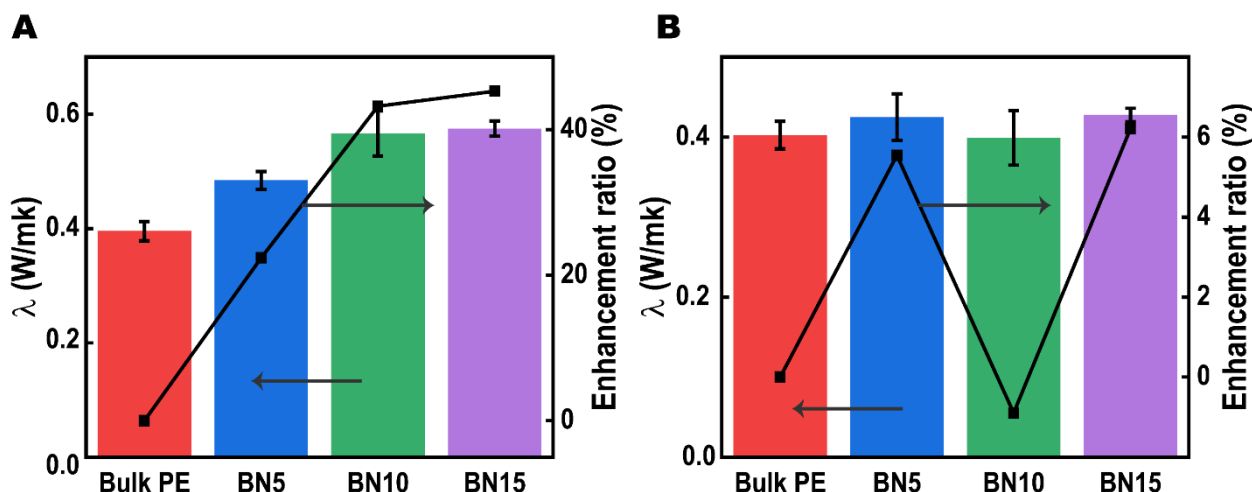 A
λ (W/mk)
0.6
0.4
0.2
0.0
40
20
0
Enhancement ratio (%)
Bulk PE BN5 BN10 BN15
B
λ (W/mk)
0.4
0.2
0.0
6
4
2
0
Enhancement ratio (%)
Bulk PE BN5 BN10 BN15